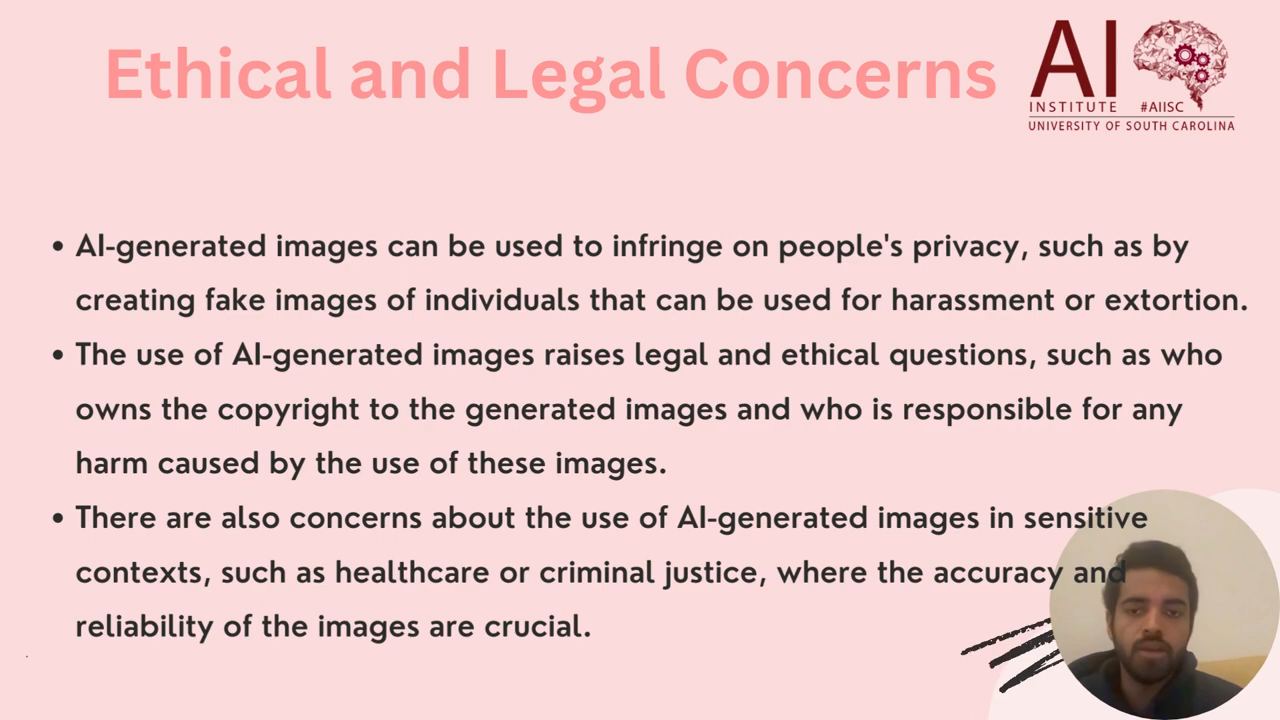 Ethical and Legal Concerns
AI
INSTITUTE #AIISC
UNIVERSITY OF SOUTH CAROLINA
• AI-generated images can be used to infringe on people's privacy, such as by
creating fake images of individuals that can be used for harassment or extortion.
• The use of AI-generated images raises legal and ethical questions, such as who
owns the copyright to the generated images and who is responsible for any
harm caused by the use of these images.
• There are also concerns about the use of AI-generated images in sensitive
contexts, such as healthcare or criminal justice, where the accuracy and
reliability of the images are crucial.